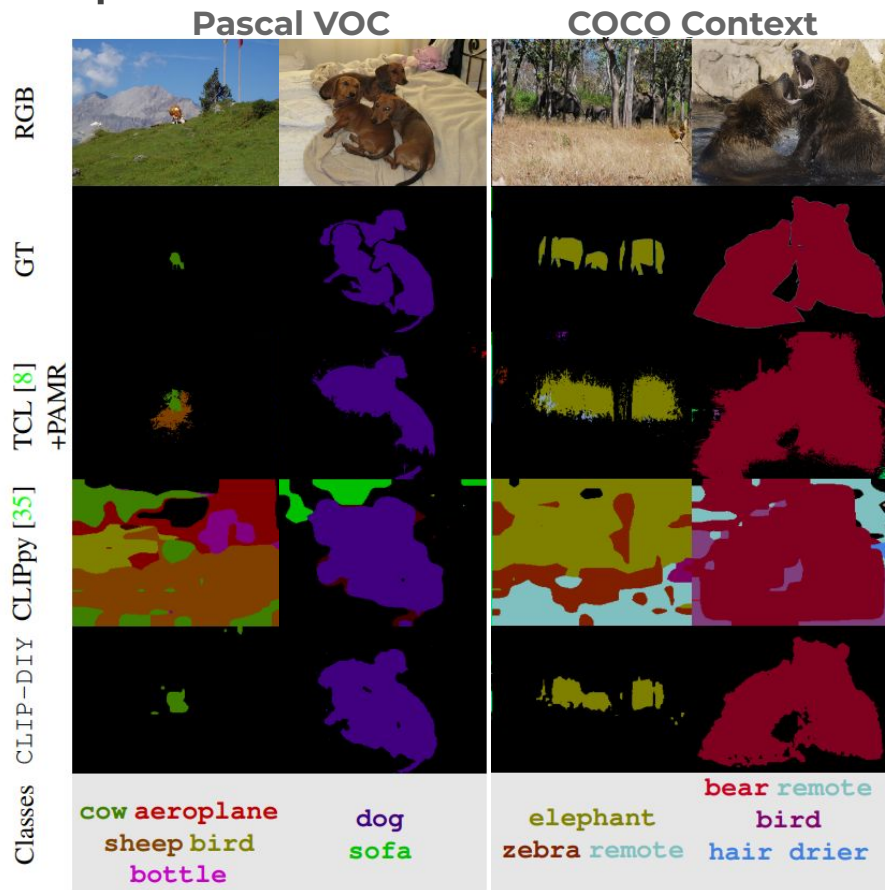 Pascal VOC
COCO Context
RGB
GT
TCL [8]
+PAMR
CLIPpy [35]
CLIP-DIY
Classes
cow aeroplane
sheep bird
bottle
dog
sofa
elephant
zebra remote
bear remote
bird
hair drier